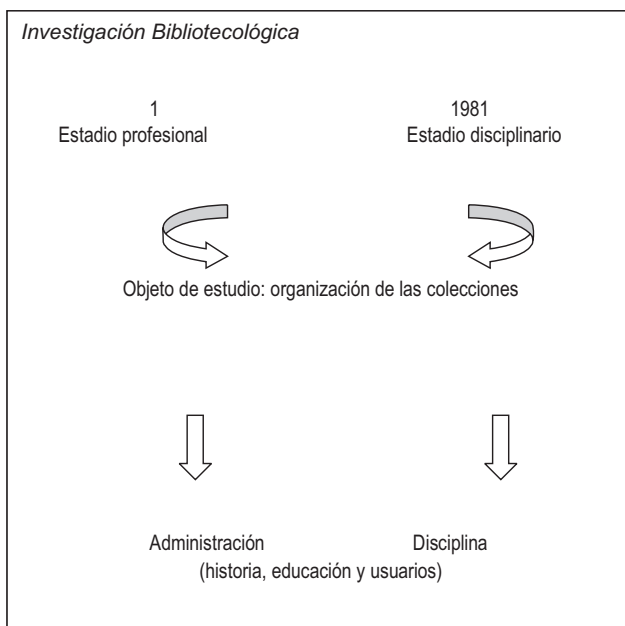 Investigación Bibliotecológica
1 1981
Estadio profesional Estadio disciplinario
Objeto de estudio: organización de las colecciones
Administración Disciplina
(historia, educación y usuarios)